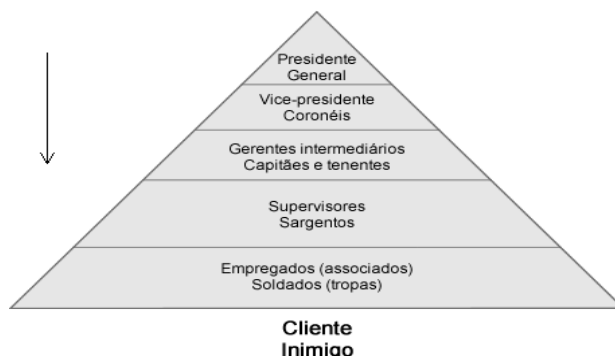 Presidente
General
Vice-presidente
Coronéis
Gerentes intermediários
Capitães e tenentes
Supervisores
Sargentos
Empregados (associados)
Soldados (tropas)
Cliente
Inimigo